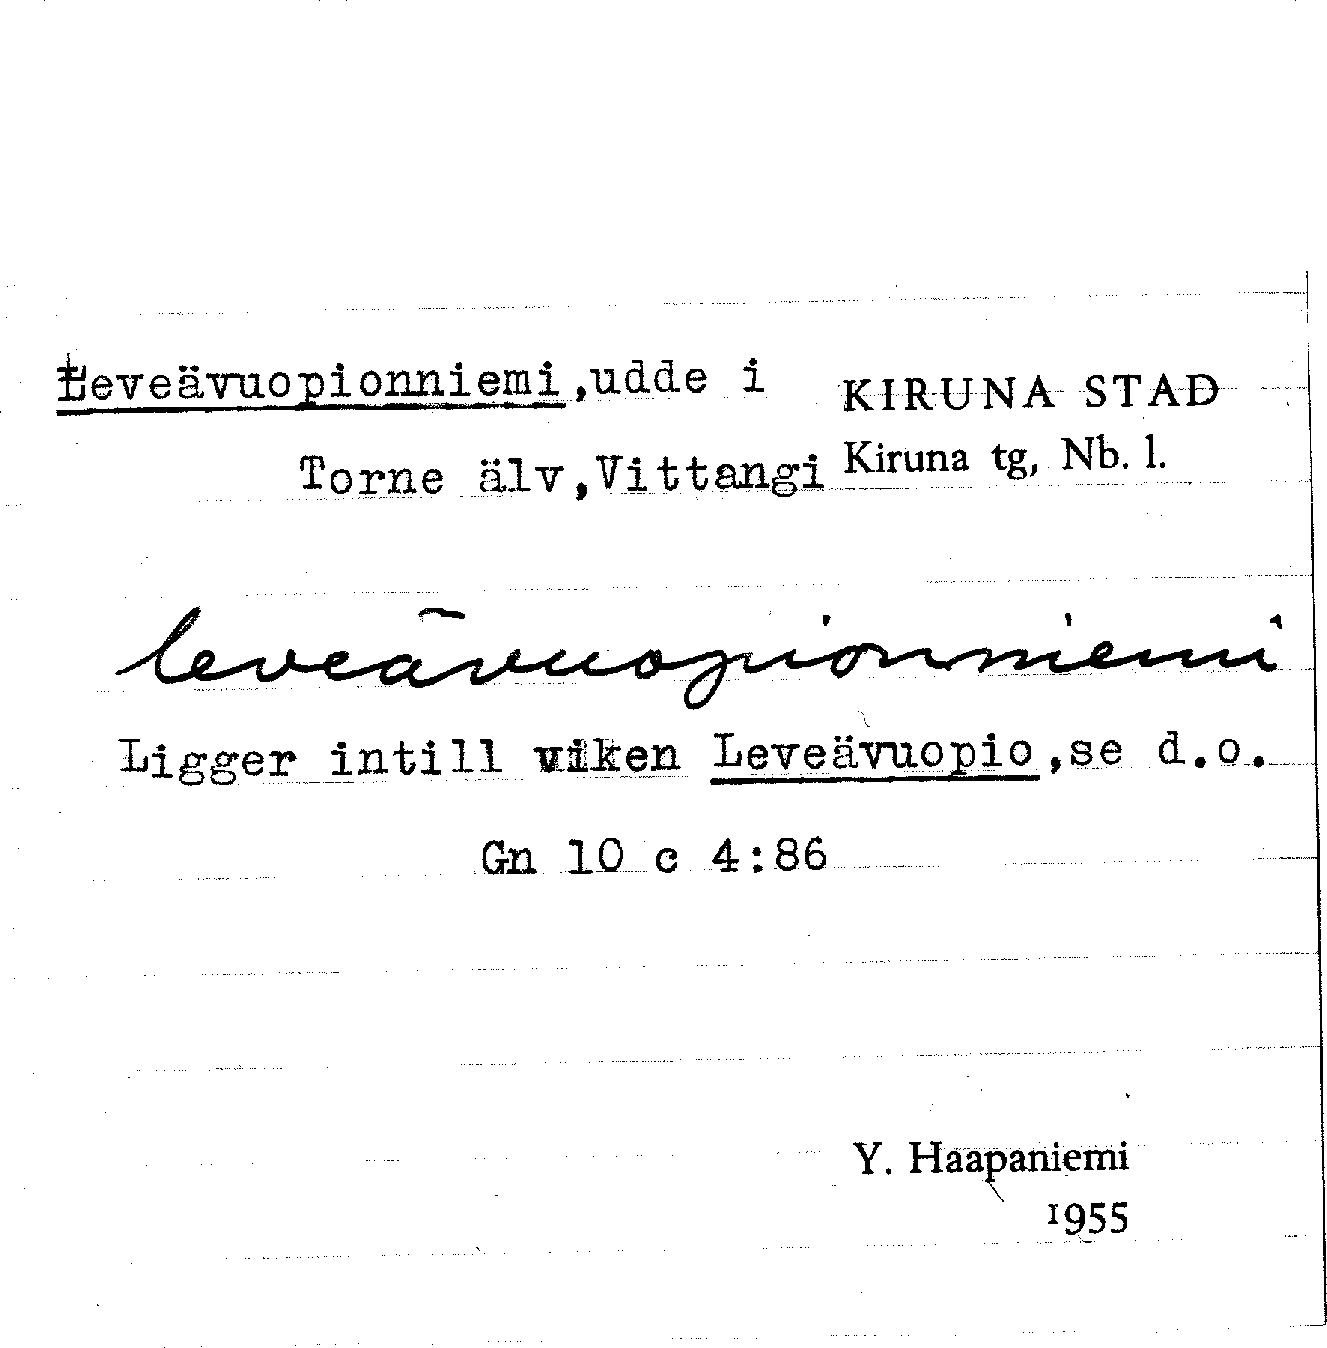 Leveävuopionniemi,udde i
KIRUNA STAD
Torne älv,Vittangi
Kiruna tg, Nb. l.
leveävuopionniemi
Ligger intill viken Leveävuopio,se d.o.
Gn 10 c 4:86
Y. Haapaniemi
1955